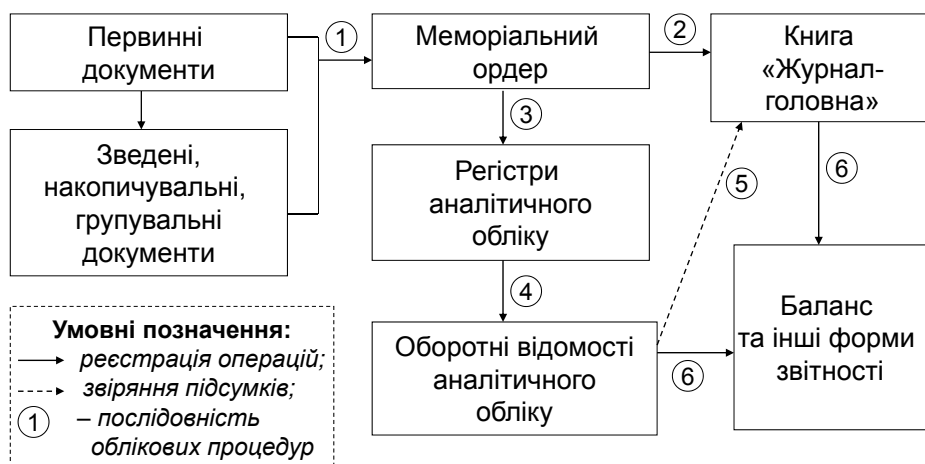 Первинні
документи
1
Меморіальний
ордер
2
Книга
«Журнал-
головна»
3
Зведені,
накопичувальні,
групувальні
документи
Регістри
аналітичного
обліку
5
6
4
Умовні позначення:
реєстрація операцій;
звіряння підсумків;
1 – послідовність
облікових процедур
Оборотні відомості
аналітичного
обліку
6
Баланс
та інші форми
звітності